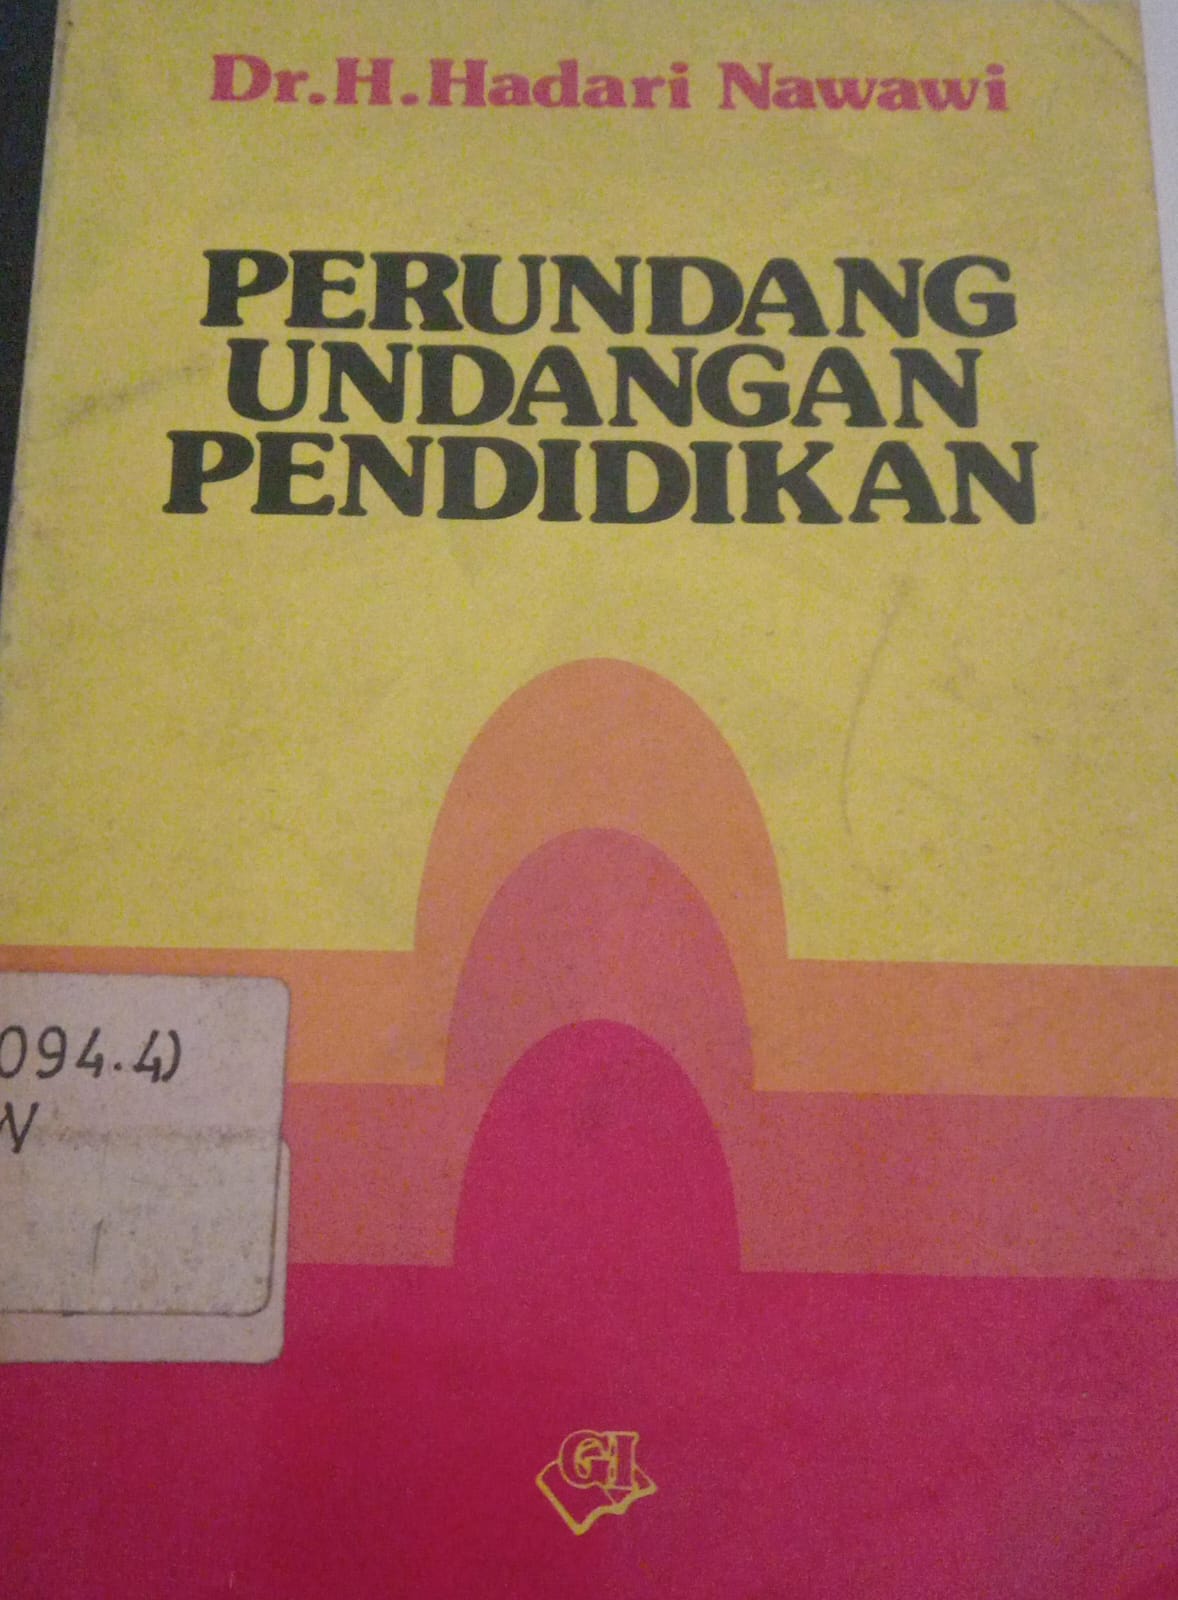 Dr.H.Hadari Nawawi
PERUNDANG
UNDANGAN
PENDIDIKAN
094.4)
GI